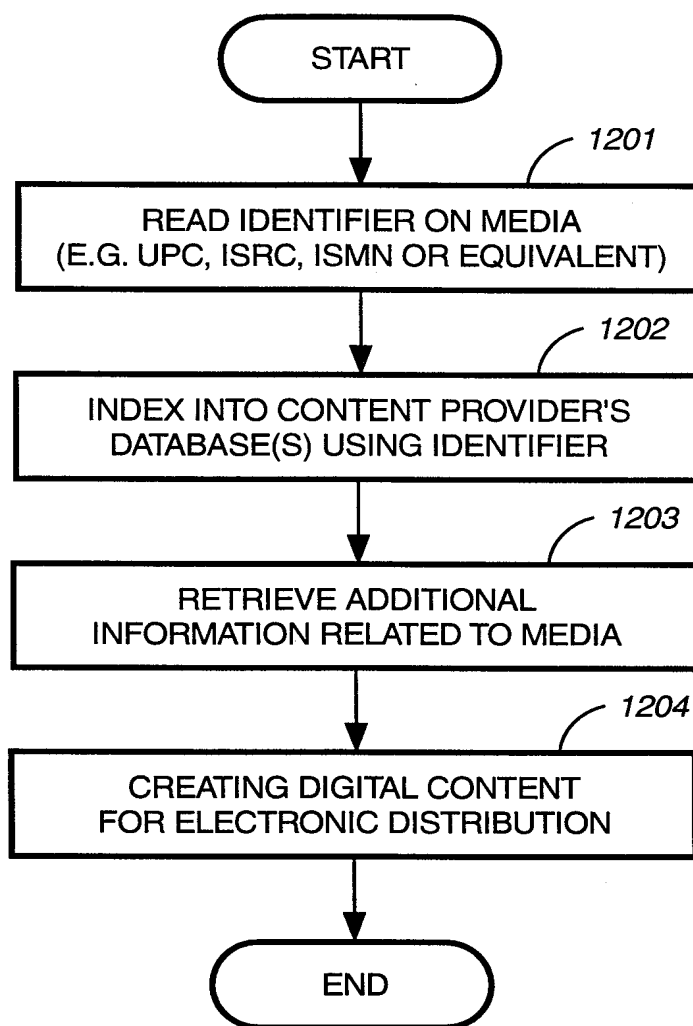 START
1201
READ IDENTIFIER ON MEDIA
(E.G. UPC, ISRC, ISMN OR EQUIVALENT)
1202
INDEX INTO CONTENT PROVIDER'S
DATABASE(S) USING IDENTIFIER
1203
RETRIEVE ADDITIONAL
INFORMATION RELATED TO MEDIA
1204
CREATING DIGITAL CONTENT
FOR ELECTRONIC DISTRIBUTION
END